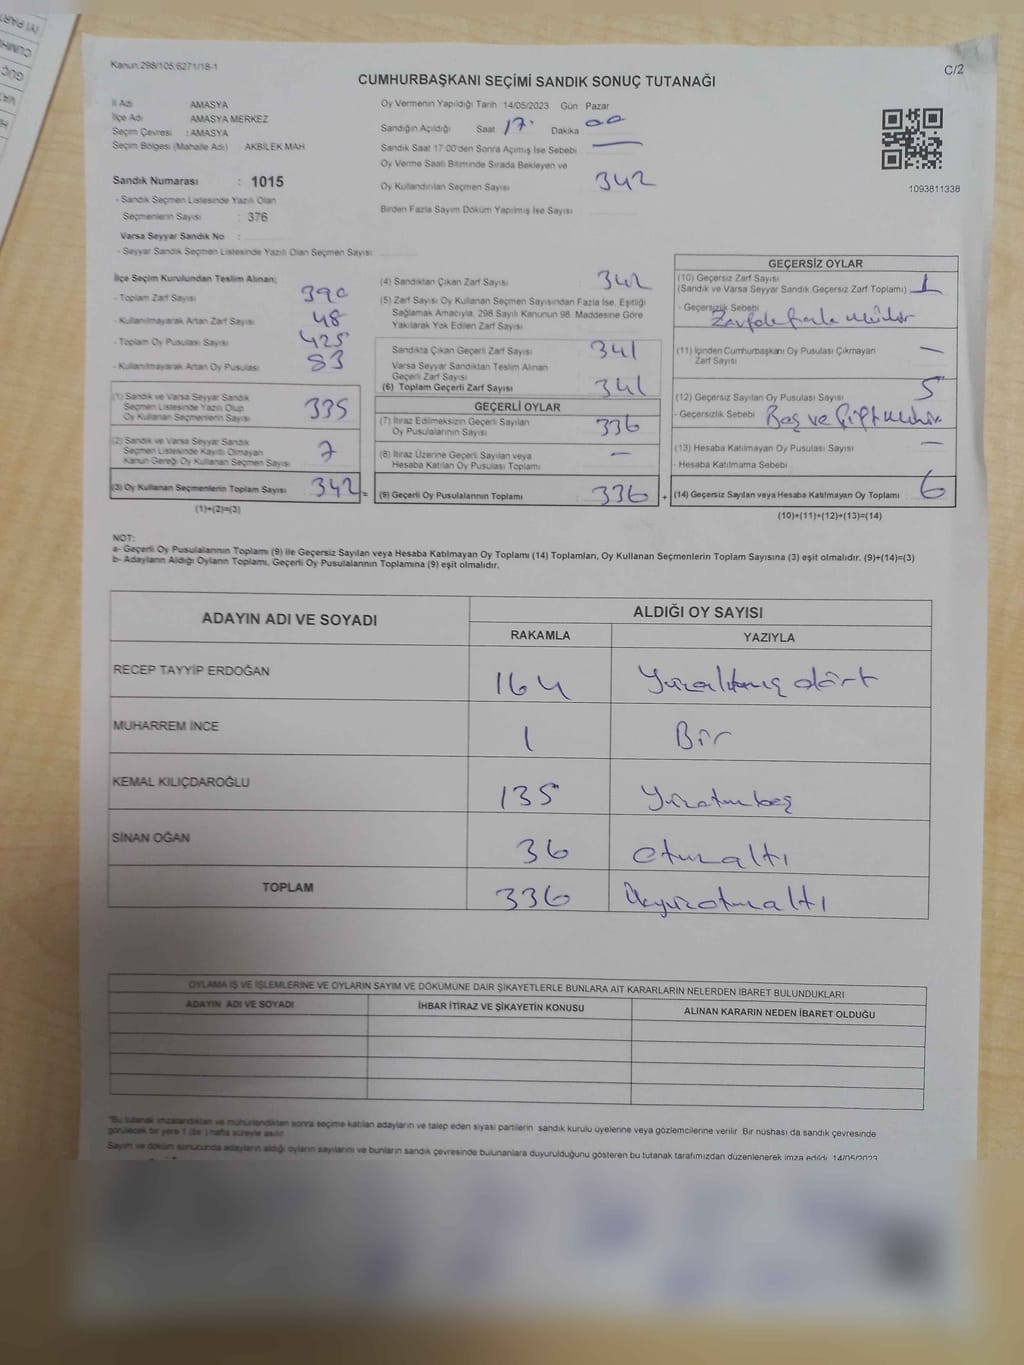 Kanun:298/105;6271/18-1
C/2
CUMHURBAŞKANI SEÇİMİ SANDIK SONUÇ TUTANAĞI
İl Adı : AMASYA
İlçe Adı : AMASYA MERKEZ
Seçim Çevresi : AMASYA
Seçim Bölgesi (Mahalle Adı) : AKBİLEK MAH
Sandık Numarası : 1015
- Sandık Seçmen Listesinde Yazılı Olan
Seçmenlerin Sayısı : 376
Varsa Seyyar Sandık No :
- Seyyar Sandık Seçmen Listesinde Yazılı Olan Seçmen Sayısı :
Oy Vermenin Yapıldığı Tarih : 14/05/2023 Gün : Pazar
Sandığın Açıldığı Saat 17. Dakika 00
Sandık Saat 17:00'den Sonra Açımış İse Sebebi —
Oy Verme Saati Bitiminde Sırada Bekleyen ve
Oy Kullandırılan Seçmen Sayısı 342
Birden Fazla Sayım Döküm Yapılmış İse Sayısı
1093811338
İlçe Seçim Kurulundan Teslim Alınan;
- Toplam Zarf Sayısı 390
- Kullanılmayarak Artan Zarf Sayısı 48
- Toplam Oy Pusulası Sayısı 425
- Kullanılmayarak Artan Oy Pusulası 83
(1) Sandık ve Varsa Seyyar Sandık
Seçmen Listesinde Yazılı Olup
Oy Kullanan Seçmenlerin Sayısı 335
(2) Sandık ve Varsa Seyyar Sandık
Seçmen Listesinde Kayıtlı Olmayan
Kanun Gereği Oy Kullanan Seçmen Sayısı 7
(3) Oy Kullanan Seçmenlerin Toplam Sayısı 342 =
(1)+(2)=(3)
(4) Sandıktan Çıkan Zarf Sayısı : 342
(5) Zarf Sayısı Oy Kullanan Seçmen Sayısından Fazla İse, Eşitliği
Sağlamak Amacıyla, 298 Sayılı Kanunun 98. Maddesine Göre
Yakılarak Yok Edilen Zarf Sayısı
Sandıkta Çıkan Geçerli Zarf Sayısı : 341
Varsa Seyyar Sandıktan Teslim Alınan
Geçerli Zarf Sayısı
(6) Toplam Geçerli Zarf Sayısı : 341
GEÇERLİ OYLAR
(7) İtiraz Edilmeksizin Geçerli Sayılan
Oy Pusulalarının Sayısı : 336
(8) İtiraz Üzerine Geçerli Sayılan veya
Hesaba Katılan Oy Pusulası Toplamı : —
(9) Geçerli Oy Pusulalarının Toplamı : 336 +
GEÇERSİZ OYLAR
(10) Geçersiz Zarf Sayısı
(Sandık ve Varsa Seyyar Sandık Geçersiz Zarf Toplamı) : 1
- Geçersizlik Sebebi
Zarfda fazla mühür
(11) İçinden Cumhurbaşkanı Oy Pusulası Çıkmayan
Zarf Sayısı : —
(12) Geçersiz Sayılan Oy Pusulası Sayısı : 5
- Geçersizlik Sebebi : Boş ve Çift Mühür
(13) Hesaba Katılmayan Oy Pusulası Sayısı : —
- Hesaba Katılmama Sebebi
(14) Geçersiz Sayılan veya Hesaba Katılmayan Oy Toplamı : 6
(10)+(11)+(12)+(13)=(14)
NOT:
a- Geçerli Oy Pusulalarının Toplamı (9) ile Geçersiz Sayılan veya Hesaba Katılmayan Oy Toplamı (14) Toplamları, Oy Kullanan Seçmenlerin Toplam Sayısına (3) eşit olmalıdır. (9)+(14)=(3)
b- Adayların Aldığı Oyların Toplamı, Geçerli Oy Pusulalarının Toplamına (9) eşit olmalıdır.
ADAYIN ADI VE SOYADI ALDIĞI OY SAYISI
RAKAMLA YAZIYLA
RECEP TAYYİP ERDOĞAN 164 Yüzaltmış dört
MUHARREM İNCE 1 Bir
KEMAL KILIÇDAROĞLU 135 Yüzotuzbeş
SİNAN OĞAN 36 otuzaltı
TOPLAM 336 üçyüzotuzaltı
OYLAMA İŞ VE İŞLEMLERİNE VE OYLARIN SAYIM VE DÖKÜMÜNE DAİR ŞİKAYETLERLE BUNLARA AİT KARARLARIN NELERDEN İBARET BULUNDUKLARI
ADAYIN ADI VE SOYADI İHBAR İTİRAZ VE ŞİKAYETİN KONUSU ALINAN KARARIN NEDEN İBARET OLDUĞU
*Bu tutanak imzalandıktan ve mühürlendikten sonra seçime katılan adayların ve talep eden siyasi partilerin sandık kurulu üyelerine veya gözlemcilerine verilir. Bir nüshası da sandık çevresinde
görülecek bir yere 1 (bir) hafta süreyle asılır.
Sayım ve döküm sonucunda adayların aldığı oyların sayılarını ve bunların sandık çevresinde bulunanlara duyurulduğunu gösteren bu tutanak tarafımızdan düzenlenerek imza edildi. 14/05/2023